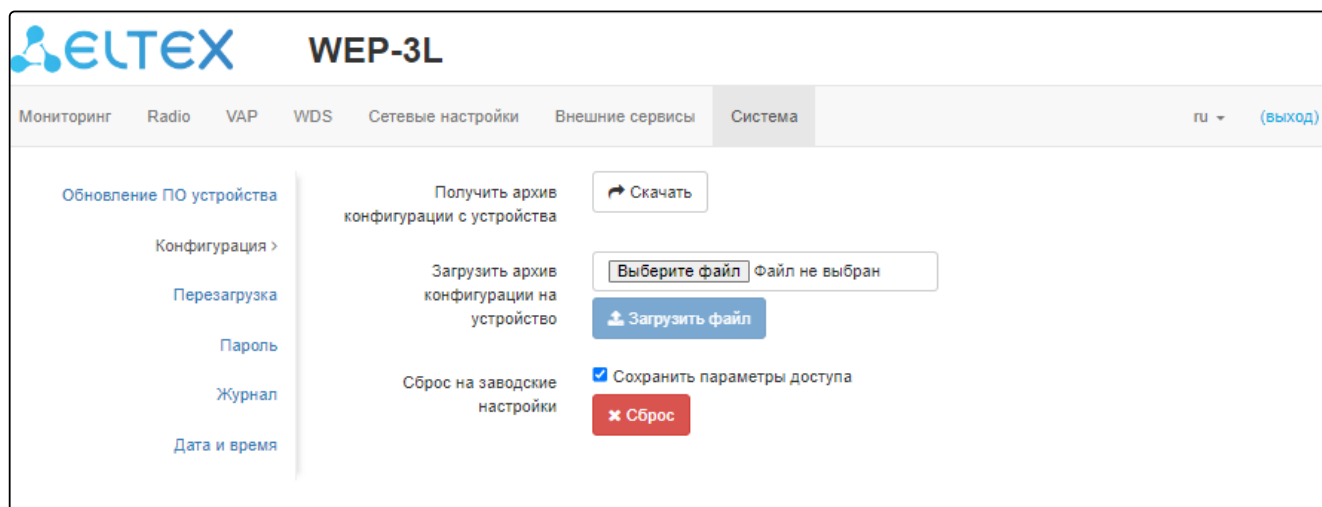 ELTEX WEP-3L
Мониторинг Radio VAP WDS Сетевые настройки Внешние сервисы Система ru (выход)
Обновление ПО устройства
Конфигурация >
Перезагрузка
Пароль
Журнал
Дата и время
Получить архив
конфигурации с устройства
Скачать
Загрузить архив
конфигурации на
устройство
Выберите файл Файл не выбран
Загрузить файл
Сброс на заводские
настройки
Сохранить параметры доступа
Сброс